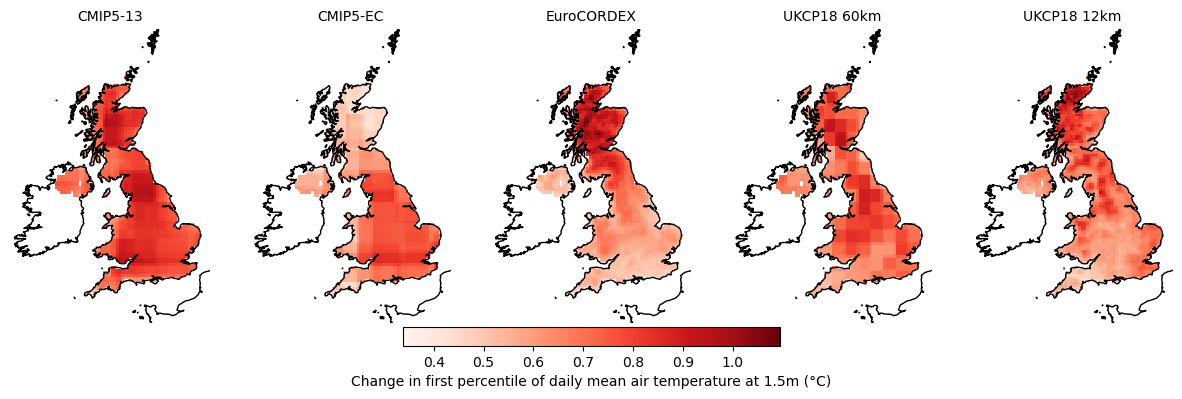 CMIP5-13
CMIP5-EC
EuroCORDEX
UKCP18 60km
UKCP18 12km
0.4 0.5 0.6 0.7 0.8 0.9 1.0
Change in first percentile of daily mean air temperature at 1.5m (°C)